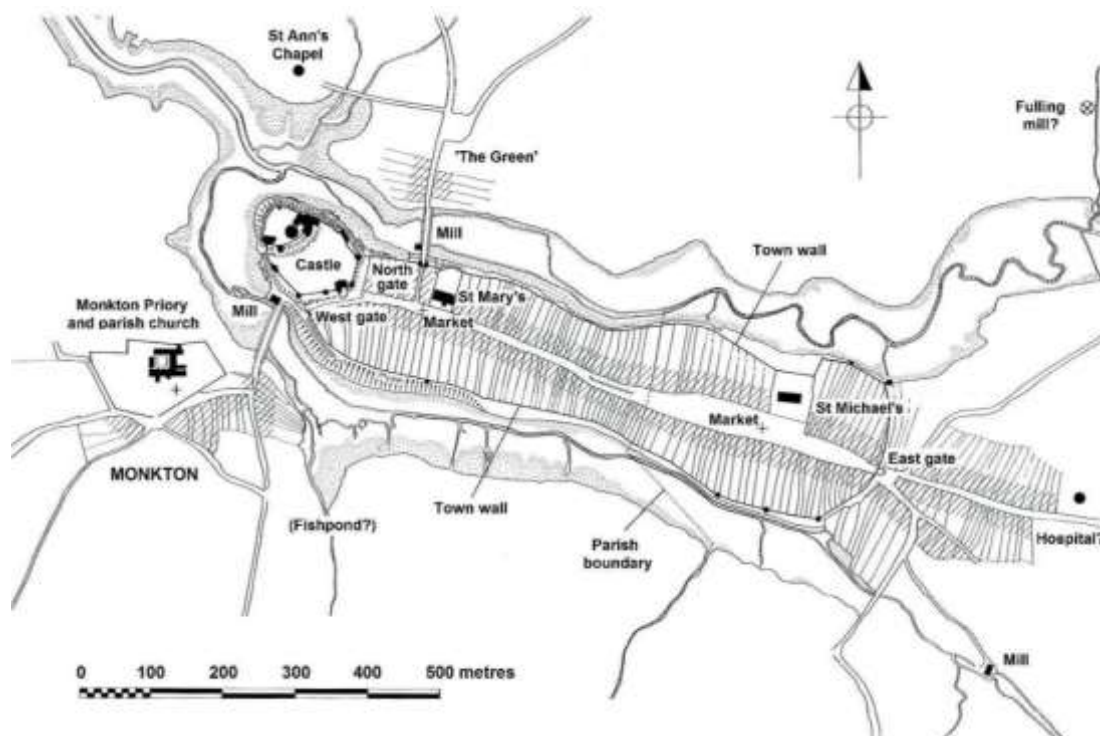 St Ann's
Chapel
Fulling
mill?
'The Green'
Mill
Town wall
Castle
North
gate
St Mary's
Monkton Priory
and parish church
Mill
West gate
Market
Market
St Michael's
East gate
MONKTON
Town wall
(Fishpond?)
Parish
boundary
Hospital?
Mill
0 100 200 300 400 500 metres